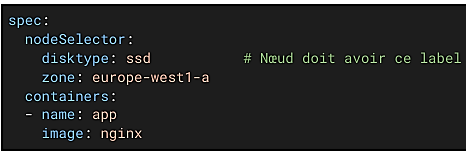 spec:
  nodeSelector:
    disktype: ssd           # Nœud doit avoir ce label
    zone: europe-west1-a
  containers:
  - name: app
    image: nginx